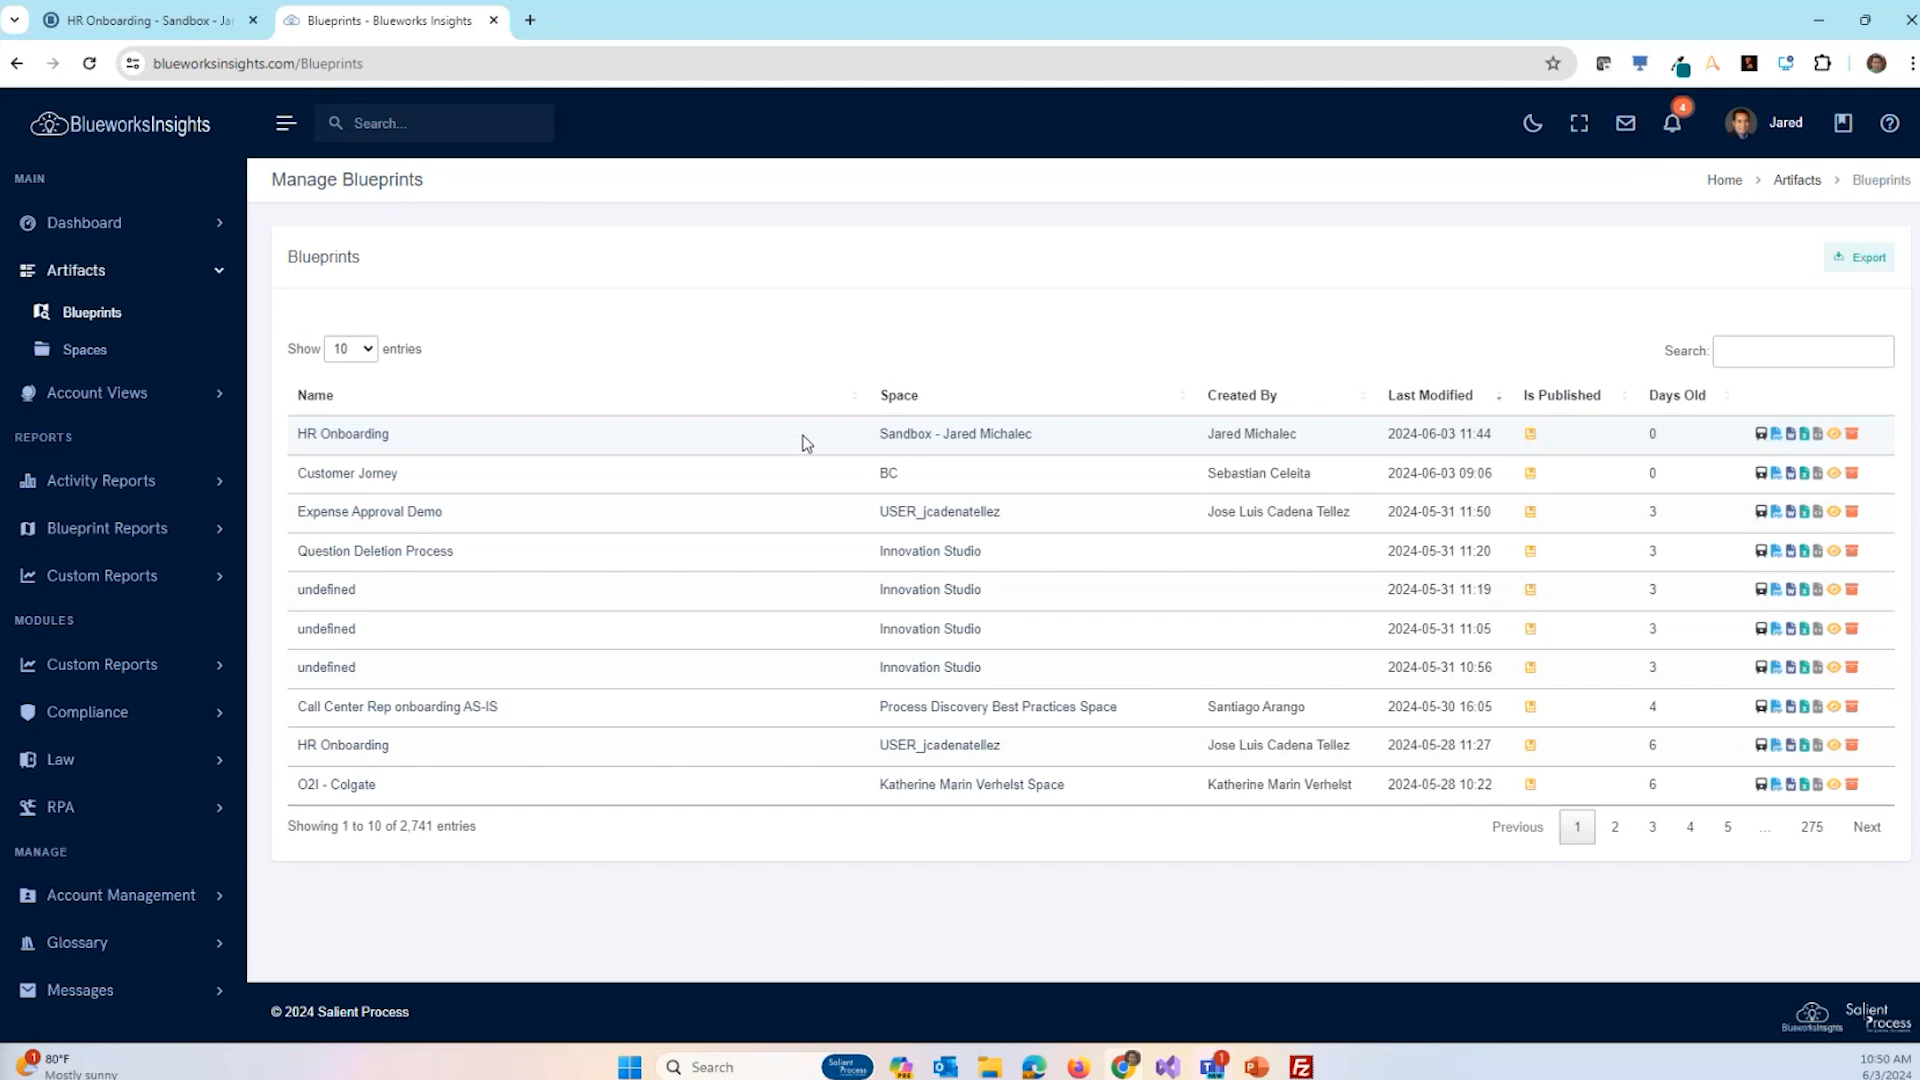 HR Onboarding - Sandbox - Jar
Blueprints - Blueworks Insights
blueworksinsights.com/Blueprints
BlueworksInsights
Search...
4
Jared
MAIN
Dashboard
Artifacts
Blueprints
Spaces
Account Views
REPORTS
Activity Reports
Blueprint Reports
Custom Reports
MODULES
Custom Reports
Compliance
Law
RPA
MANAGE
Account Management
Glossary
Messages
Manage Blueprints
Home > Artifacts > Blueprints
Blueprints
Export
Show 10 entries
Search:
Name Space Created By Last Modified Is Published Days Old
HR Onboarding Sandbox - Jared Michalec Jared Michalec 2024-06-03 11:44 0
Customer Jorney BC Sebastian Celeita 2024-06-03 09:06 0
Expense Approval Demo USER_jcadenatellez Jose Luis Cadena Tellez 2024-05-31 11:50 3
Question Deletion Process Innovation Studio 2024-05-31 11:20 3
undefined Innovation Studio 2024-05-31 11:19 3
undefined Innovation Studio 2024-05-31 11:05 3
undefined Innovation Studio 2024-05-31 10:56 3
Call Center Rep onboarding AS-IS Process Discovery Best Practices Space Santiago Arango 2024-05-30 16:05 4
HR Onboarding USER_jcadenatellez Jose Luis Cadena Tellez 2024-05-28 11:27 6
O2I - Colgate Katherine Marin Verhelst Space Katherine Marin Verhelst 2024-05-28 10:22 6
Showing 1 to 10 of 2,741 entries
Previous 1 2 3 4 5 ... 275 Next
© 2024 Salient Process
BlueworksInsights
Salient Process
1
80°F
Mostly sunny
Search
Salient Process
PRE
NEW
1
10:50 AM
6/3/2024